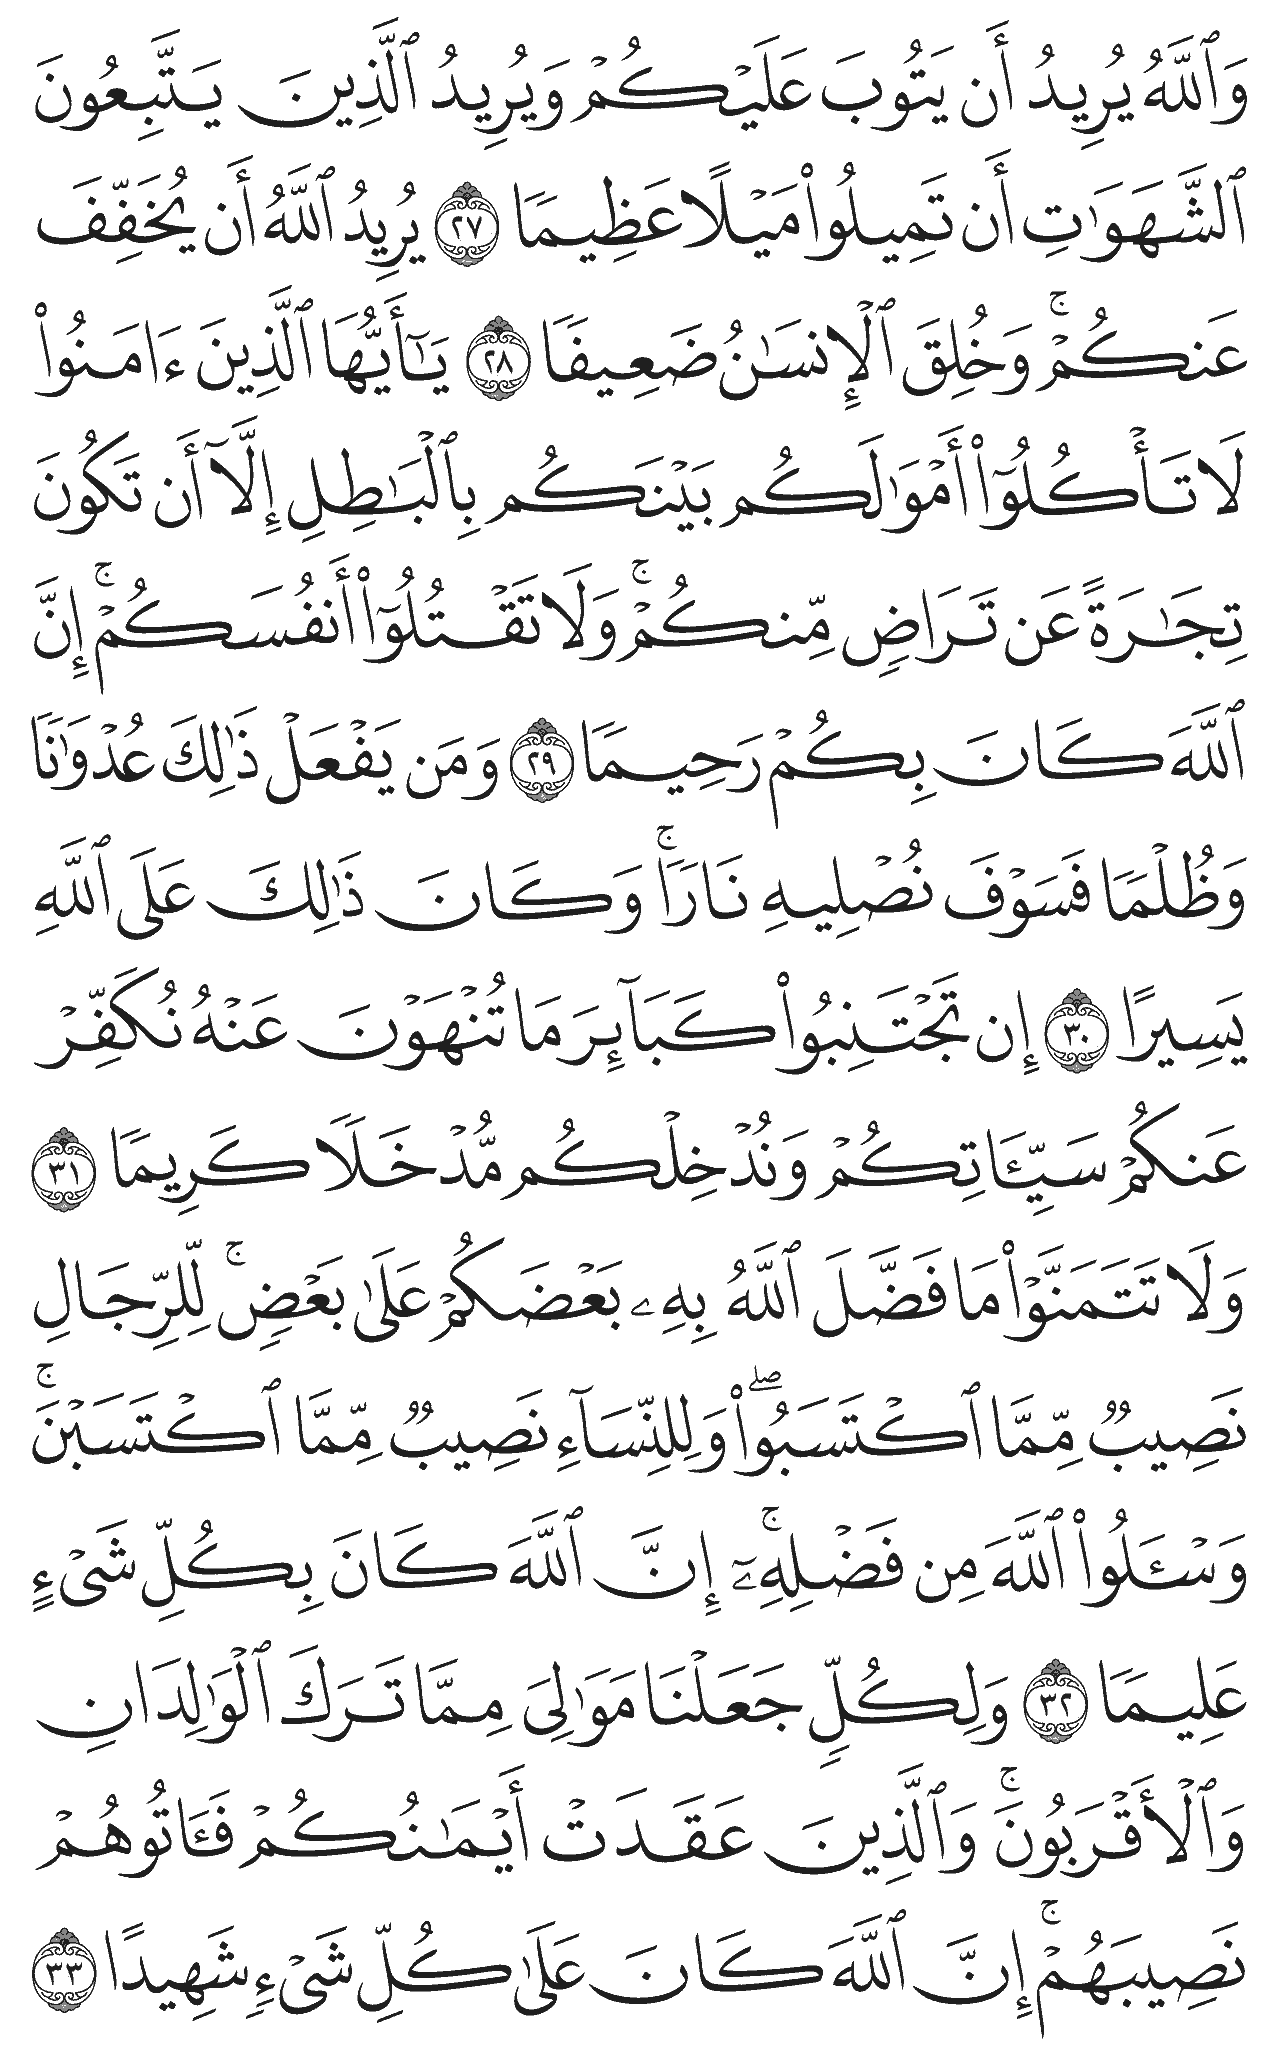 وَٱللَّهُ يُرِيدُ أَن يَتُوبَ عَلَيۡكُمۡ وَيُرِيدُ ٱلَّذِينَ يَتَّبِعُونَ
ٱلشَّهَوَٰتِ أَن تَمِيلُواْ مَيۡلًا عَظِيمٗا ٢٧ يُرِيدُ ٱللَّهُ أَن يُخَفِّفَ
عَنكُمۡۚ وَخُلِقَ ٱلۡإِنسَٰنُ ضَعِيفٗا ٢٨ يَٰٓأَيُّهَا ٱلَّذِينَ ءَامَنُواْ
لَا تَأۡكُلُوٓاْ أَمۡوَٰلَكُم بَيۡنَكُم بِٱلۡبَٰطِلِ إِلَّآ أَن تَكُونَ
تِجَٰرَةً عَن تَرَاضٖ مِّنكُمۡۚ وَلَا تَقۡتُلُوٓاْ أَنفُسَكُمۡۚ إِنَّ
ٱللَّهَ كَانَ بِكُمۡ رَحِيمٗا ٢٩ وَمَن يَفۡعَلۡ ذَٰلِكَ عُدۡوَٰنٗا
وَظُلۡمٗا فَسَوۡفَ نُصۡلِيهِ نَارٗاۚ وَكَانَ ذَٰلِكَ عَلَى ٱللَّهِ
يَسِيرًا ٣٠ إِن تَجۡتَنِبُواْ كَبَآئِرَ مَا تُنۡهَوۡنَ عَنۡهُ نُكَفِّرۡ
عَنكُمۡ سَيِّـَٔاتِكُمۡ وَنُدۡخِلۡكُم مُّدۡخَلٗا كَرِيمٗا ٣١
وَلَا تَتَمَنَّوۡاْ مَا فَضَّلَ ٱللَّهُ بِهِۦ بَعۡضَكُمۡ عَلَىٰ بَعۡضٖۚ لِّلرِّجَالِ
نَصِيبٞ مِّمَّا ٱكۡتَسَبُواْۖ وَلِلنِّسَآءِ نَصِيبٞ مِّمَّا ٱكۡتَسَبۡنَۚ
وَسۡـَٔلُواْ ٱللَّهَ مِن فَضۡلِهِۦٓۚ إِنَّ ٱللَّهَ كَانَ بِكُلِّ شَيۡءٍ
عَلِيمٗا ٣٢ وَلِكُلّٖ جَعَلۡنَا مَوَٰلِيَ مِمَّا تَرَكَ ٱلۡوَٰلِدَانِ
وَٱلۡأَقۡرَبُونَۚ وَٱلَّذِينَ عَقَدَتۡ أَيۡمَٰنُكُمۡ فَـَٔاتُوهُمۡ
نَصِيبَهُمۡۚ إِنَّ ٱللَّهَ كَانَ عَلَىٰ كُلِّ شَيۡءٖ شَهِيدًا ٣٣